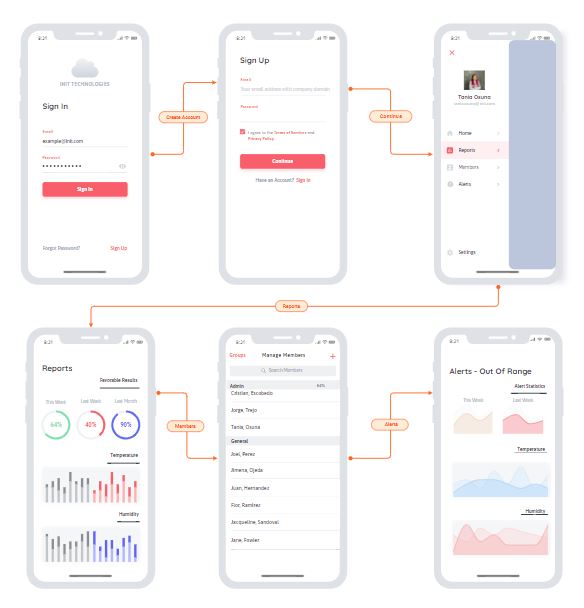 9:21
INIT TECHNOLOGIES
Sign In
Email
example@init.com
Password
Sign In
Forgot Password?
Sign Up
Create Account
9:21
Sign Up
Email
Your email address with company domain.
Password
I agree to the Terms of Services and
Privacy Policy.
Continue
Have an Account? Sign In
Continue
9:21
Tania Osuna
Home
Reports
Members
Alerts
Settings
Reports
9:21
Reports
Favorable Results
This Week
Last Week
Last Month
64%
40%
90%
Temperature
Humidity
Members
9:21
Groups
Manage Members
+
Search Members
Admin
Cristian, Escobedo
Jorge, Trejo
Tania, Osuna
General
Joel, Perez
Jimena, Ojeda
Juan, Hernandez
Flor, Ramirez
Jacqueline, Sandoval
Jane, Fowler
Alerts
9:21
Alerts - Out Of Range
Alert Statistics
This Week
Last Week
Temperature
Humidity